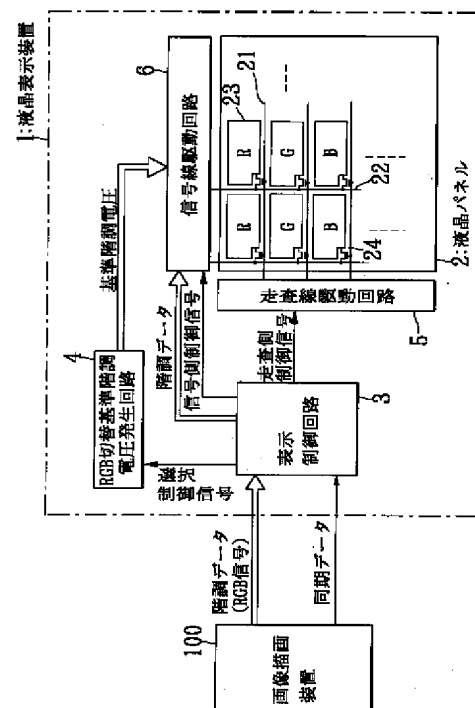 1:液晶表示装置
基準階調電圧
4
RGB切替基準階調
電圧発生回路
選択
制御信号
6
信号線駆動回路
階調データ
信号側制御信号
21
23
R
G
B
R
G
B
22
24
2:液晶パネル
走査線駆動回路
5
走査側
制御信号
3
表示
制御回路
階調データ
(RGB信号)
同期データ
100
画像描画
装置